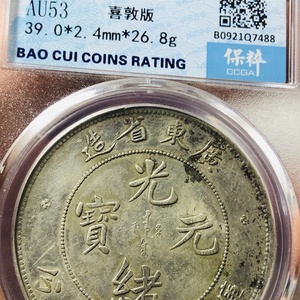 AU53
喜敦版
39.0*2.4mm*26.8g
B0921Q7488
BAO CUI COINS RATING
保粹
CCGA
造省東廣
光
元
寶
緒